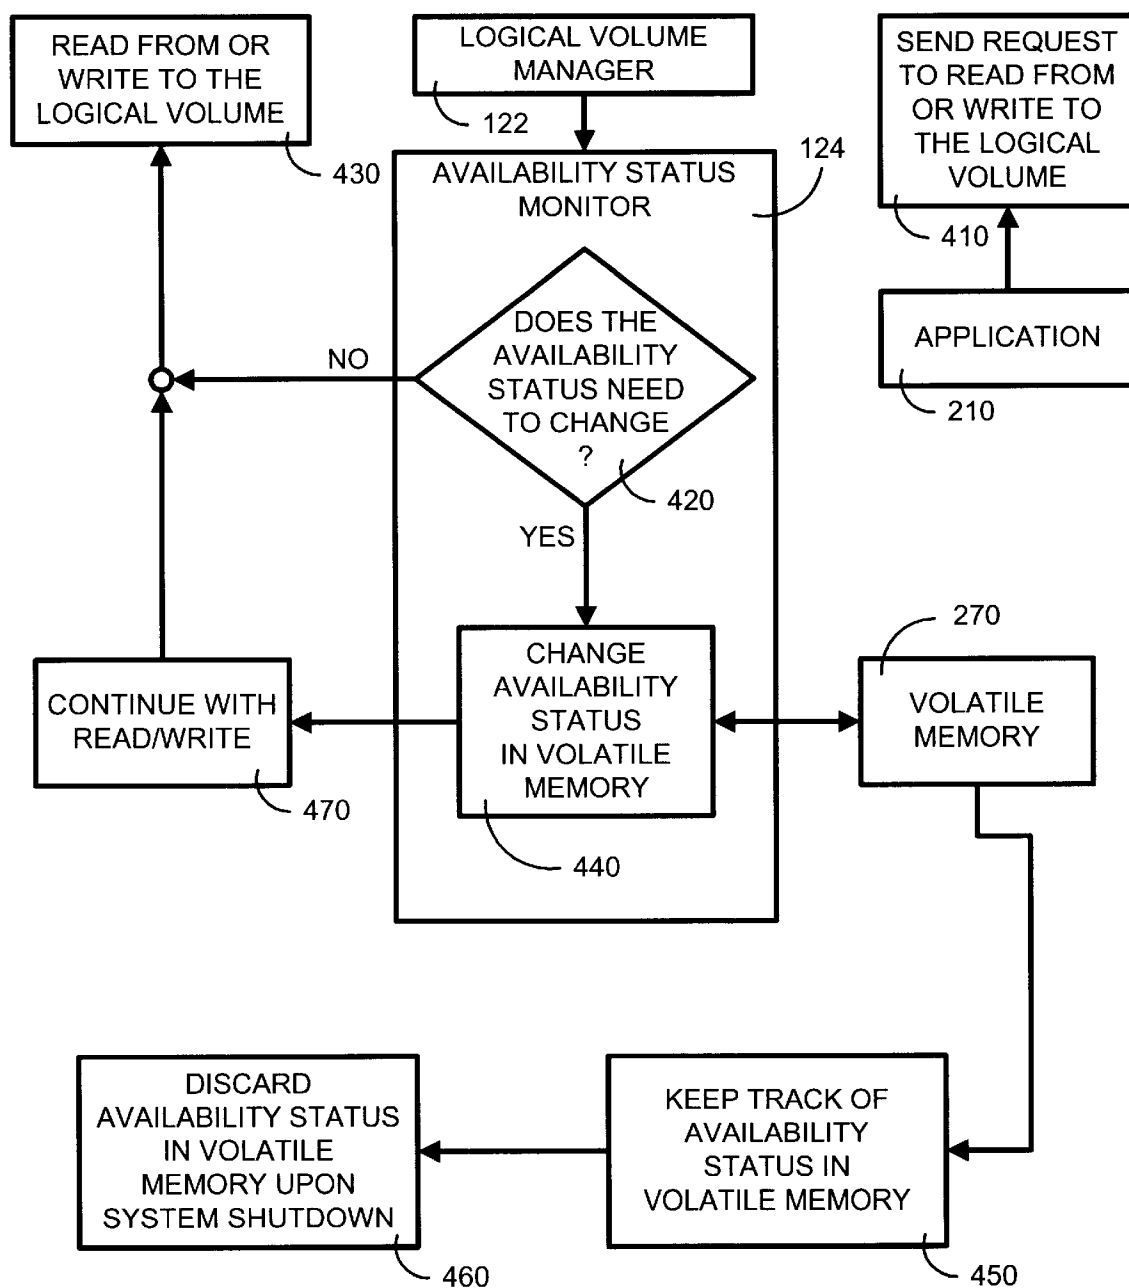 READ FROM OR
WRITE TO THE
LOGICAL VOLUME
430
LOGICAL VOLUME
MANAGER
122
SEND REQUEST
TO READ FROM
OR WRITE TO
THE LOGICAL
VOLUME
410
APPLICATION
210
AVAILABILITY STATUS
MONITOR
124
DOES THE
AVAILABILITY
STATUS NEED
TO CHANGE
?
420
NO
YES
CHANGE
AVAILABILITY
STATUS
IN VOLATILE
MEMORY
440
CONTINUE WITH
READ/WRITE
470
270
VOLATILE
MEMORY
DISCARD
AVAILABILITY STATUS
IN VOLATILE
MEMORY UPON
SYSTEM SHUTDOWN
460
KEEP TRACK OF
AVAILABILITY
STATUS IN
VOLATILE MEMORY
450